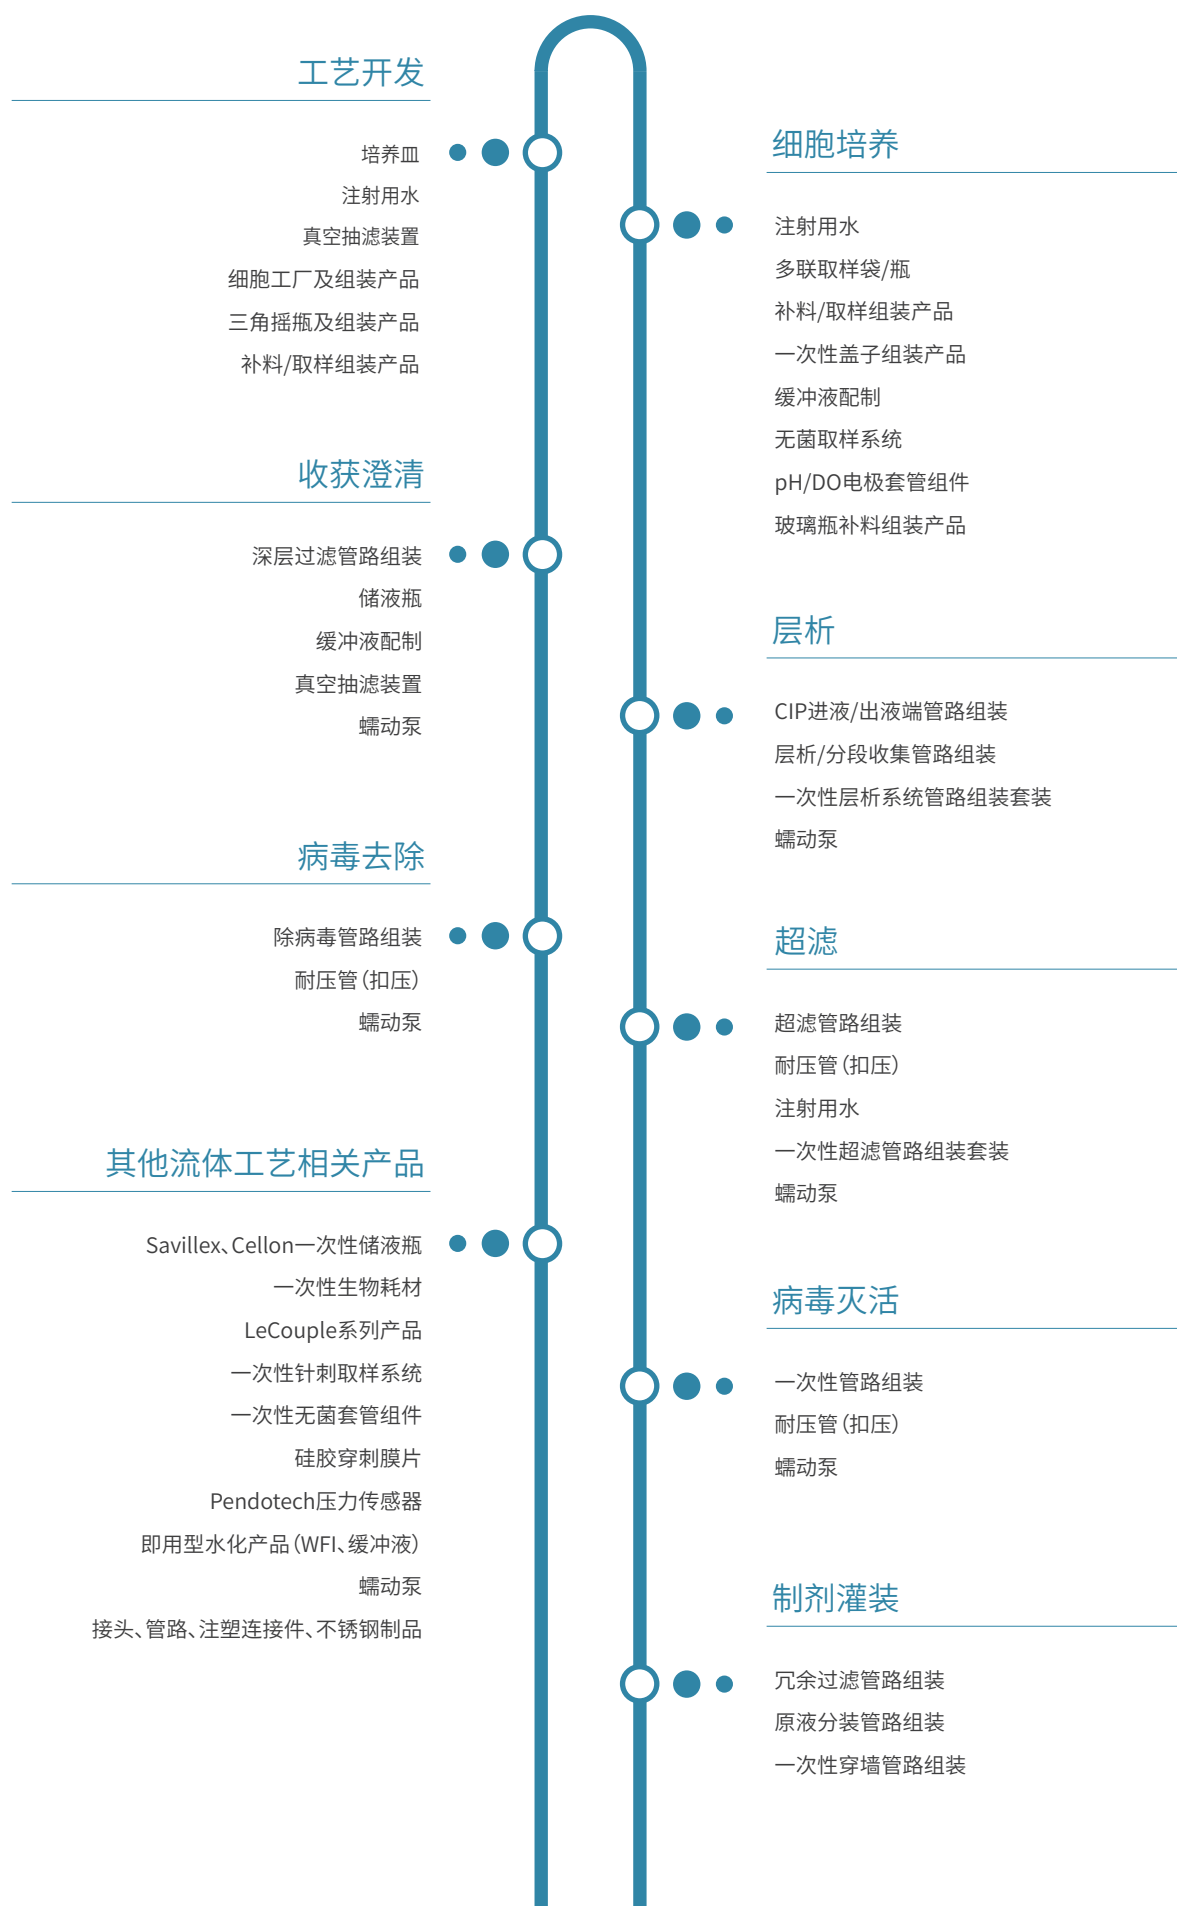 工艺开发
培养皿
注射用水
真空抽滤装置
细胞工厂及组装产品
三角摇瓶及组装产品
补料/取样组装产品
收获澄清
深层过滤管路组装
储液瓶
缓冲液配制
真空抽滤装置
蠕动泵
病毒去除
除病毒管路组装
耐压管（扣压）
蠕动泵
其他流体工艺相关产品
Savillex、Cellon一次性储液瓶
一次性生物耗材
LeCouple系列产品
一次性针刺取样系统
一次性无菌套管组件
硅胶穿刺膜片
Pendotech压力传感器
即用型水化产品（WFI、缓冲液）
蠕动泵
接头、管路、注塑连接件、不锈钢制品
细胞培养
注射用水
多联取样袋/瓶
补料/取样组装产品
一次性盖子组装产品
缓冲液配制
无菌取样系统
pH/DO电极套管组件
玻璃瓶补料组装产品
层析
CIP进液/出液端管路组装
层析/分段收集管路组装
一次性层析系统管路组装套装
蠕动泵
超滤
超滤管路组装
耐压管（扣压）
注射用水
一次性超滤管路组装套装
蠕动泵
病毒灭活
一次性管路组装
耐压管（扣压）
蠕动泵
制剂灌装
冗余过滤管路组装
原液分装管路组装
一次性穿墙管路组装